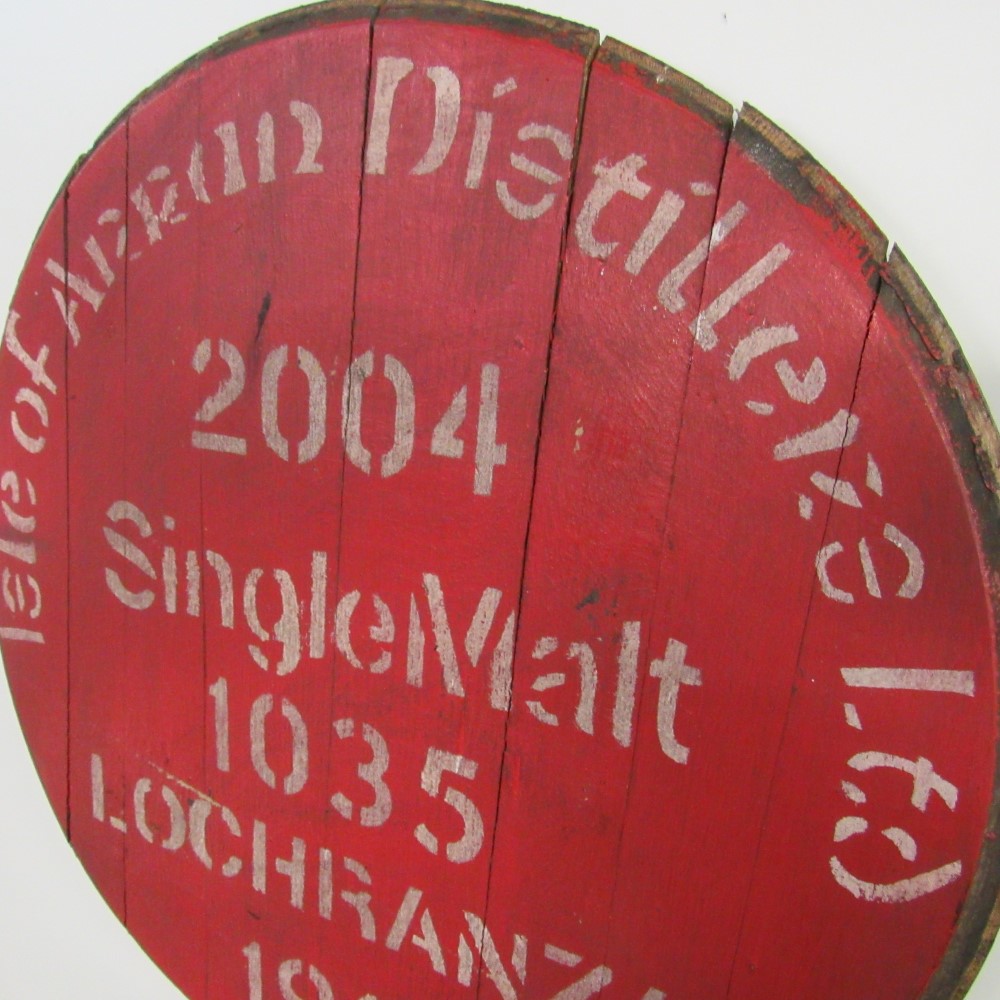 Isle of Arran Distillers Ltd
2004
Single Malt
1035
LOCHRANZA